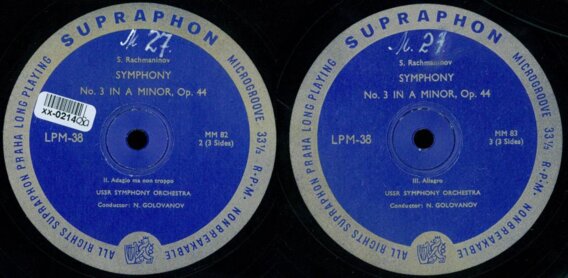 SUPRAPHON
MICROGROOVE 33⅓ R·P·M· NONBREAKABLE
ALL RIGHTS SUPRAPHON PRAHA LONG PLAYING
M 27.
S. Rachmaninov
SYMPHONY
No. 3 IN A MINOR, Op. 44
XX-02140
LPM-38
MM 82
2 (3 Sides)
II. Adagio ma non troppo
USSR SYMPHONY ORCHESTRA
Conductor: N. GOLOVANOV
SUPRAPHON
MICROGROOVE 33⅓ R·P·M· NONBREAKABLE
ALL RIGHTS SUPRAPHON PRAHA LONG PLAYING
M. 27
S. Rachmaninov
SYMPHONY
No. 3 IN A MINOR, Op. 44
LPM-38
MM 83
3 (3 Sides)
III. Allegro
USSR SYMPHONY ORCHESTRA
Conductor: N. GOLOVANOV